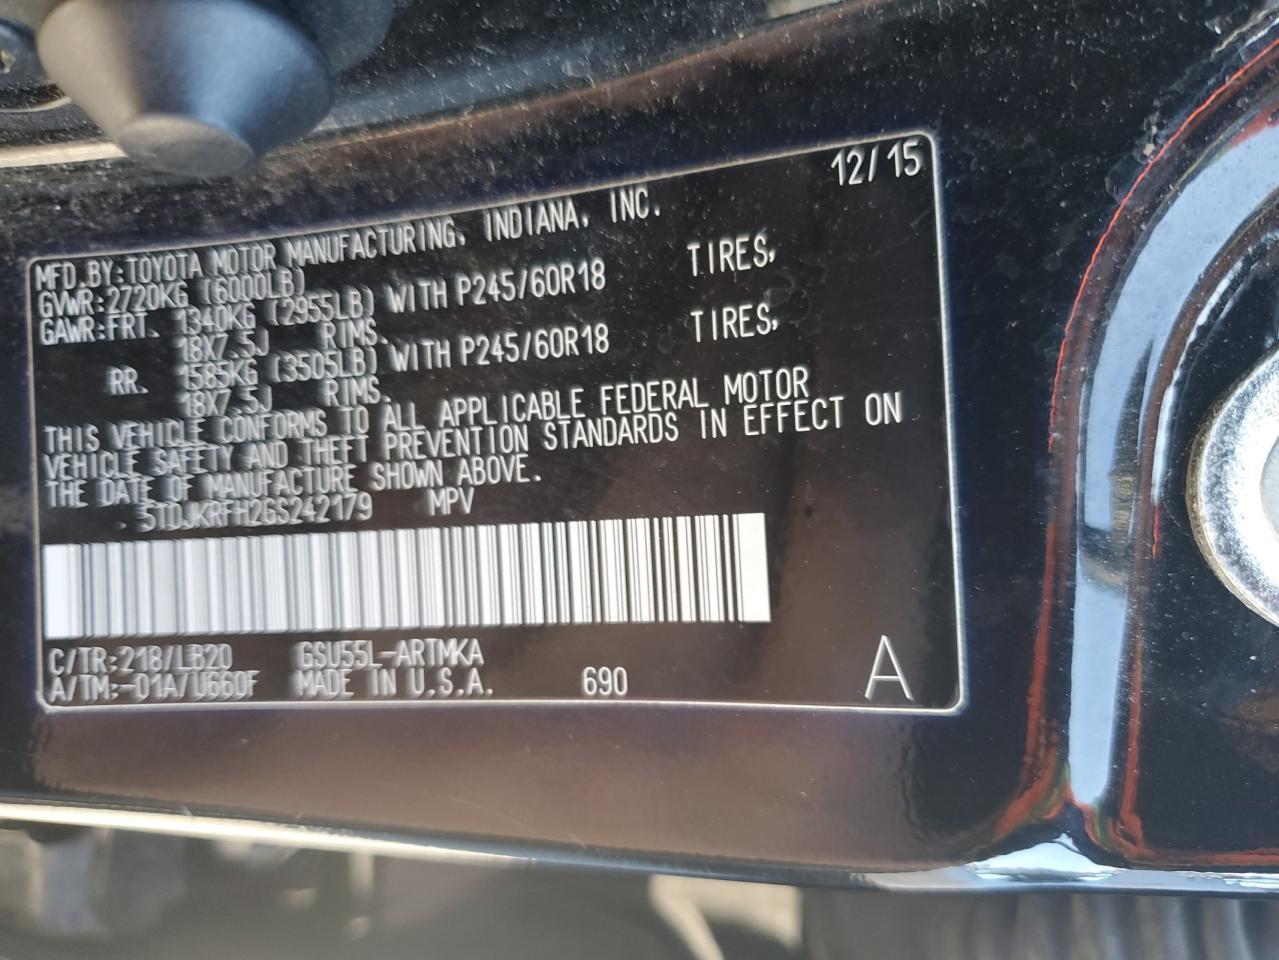 12/15
MFD.BY:TOYOTA MOTOR MANUFACTURING, INDIANA, INC.
GVWR:2720KG (6000LB)
GAWR:FRT. 1340KG (2955LB) WITH P245/60R18 TIRES,
18X7.5J RIMS.
RR. 1585KG (3505LB) WITH P245/60R18 TIRES,
18X7.5J RIMS.
THIS VEHICLE CONFORMS TO ALL APPLICABLE FEDERAL MOTOR
VEHICLE SAFETY AND THEFT PREVENTION STANDARDS IN EFFECT ON
THE DATE OF MANUFACTURE SHOWN ABOVE.
5TDJKRFH2GS242179 MPV
C/TR:218/LB20 GSU55L-ARTMKA
A/TM:-01A/U660F MADE IN U.S.A. 690 A